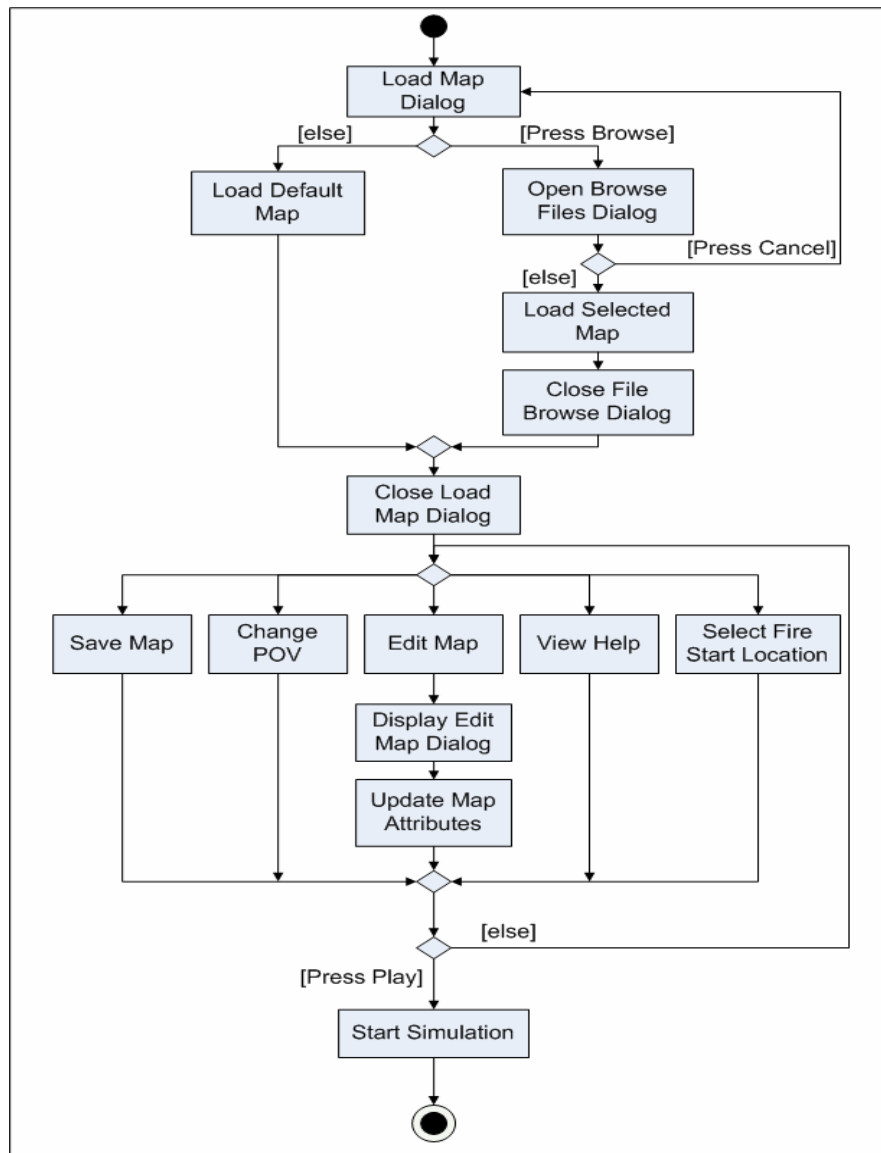 Load Map
Dialog
[else]
[Press Browse]
Load Default
Map
Open Browse
Files Dialog
[Press Cancel]
[else]
Load Selected
Map
Close File
Browse Dialog
Close Load
Map Dialog
Save Map
Change
POV
Edit Map
View Help
Select Fire
Start Location
Display Edit
Map Dialog
Update Map
Attributes
[else]
[Press Play]
Start Simulation